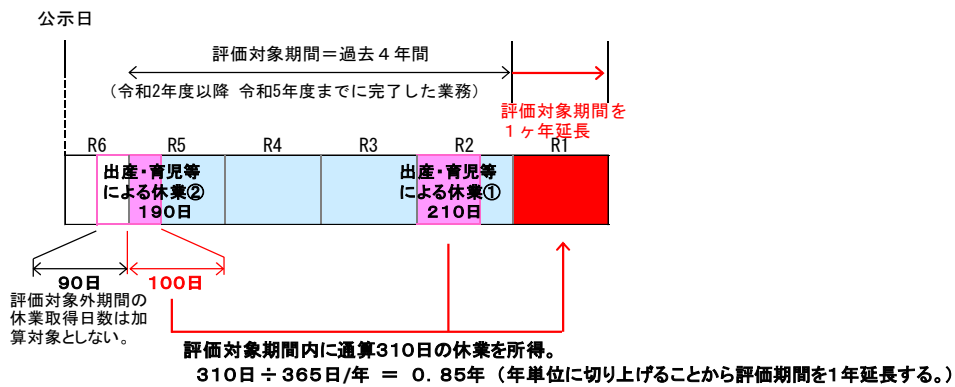 公示日
評価対象期間＝過去４年間
（令和2年度以降 令和5年度までに完了した業務）
評価対象期間を
１ヶ年延長
R6 R5 R4 R3 R2 R1
出産・育児等
による休業②
190日
出産・育児等
による休業①
210日
90日
100日
評価対象外期間の
休業取得日数は加
算対象としない。
評価対象期間内に通算310日の休業を所得。
310日÷365日/年 ＝ 0．85年（年単位に切り上げることから評価期間を1年延長する。）